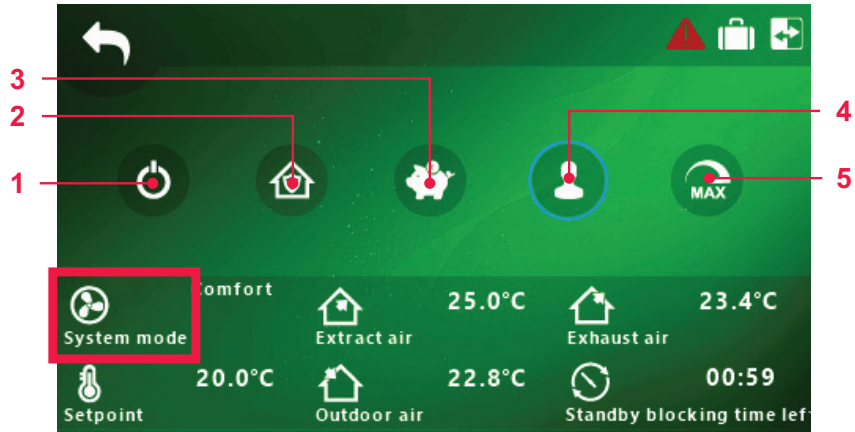 3
2
4
1
5
MAX
Comfort
25.0°C
23.4°C
System mode
Extract air
Exhaust air
20.0°C
22.8°C
00:59
Setpoint
Outdoor air
Standby blocking time lef